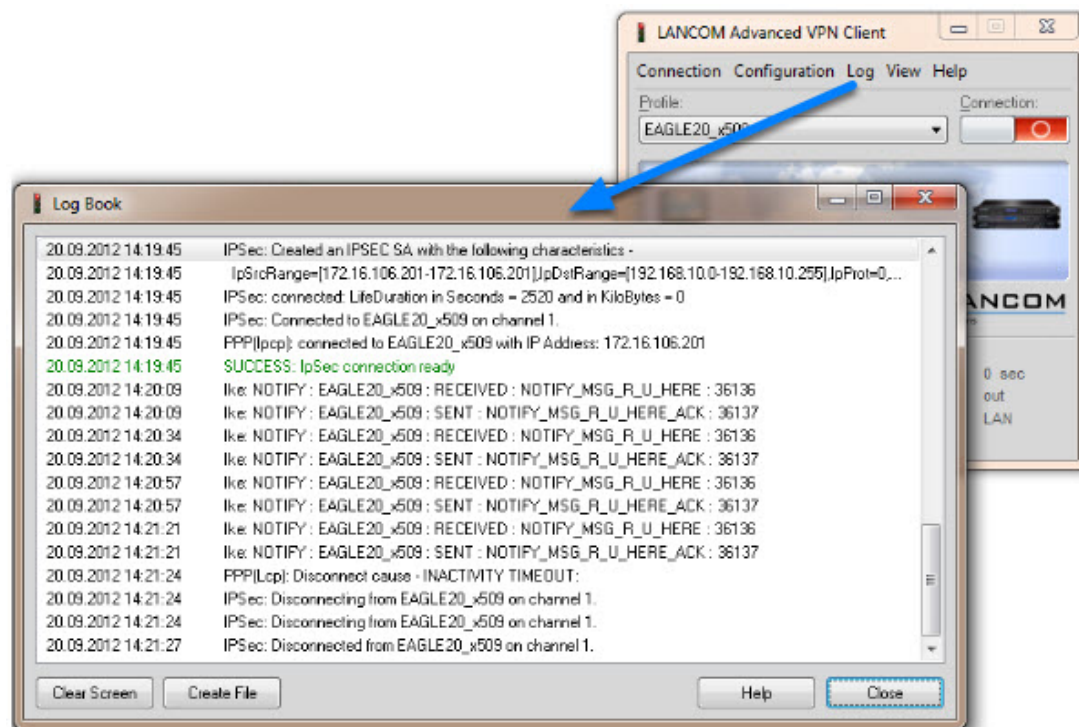 LANCOM Advanced VPN Client
Connection Configuration Log View Help
Profile:
Connection:
EAGLE20_x509
LANCOM
0 sec
out
LAN
Log Book
20.09.2012 14:19:45 IPSec: Created an IPSEC SA with the following characteristics -
20.09.2012 14:19:45 IpSrcRange=[172.16.106.201-172.16.106.201],IpDstRange=[192.168.10.0-192.168.10.255],IpProt=0,...
20.09.2012 14:19:45 IPSec: connected: LifeDuration in Seconds = 2520 and in KiloBytes = 0
20.09.2012 14:19:45 IPSec: Connected to EAGLE20_x509 on channel 1.
20.09.2012 14:19:45 PPP(Ipcp): connected to EAGLE20_x509 with IP Address: 172.16.106.201
20.09.2012 14:19:45 SUCCESS: IpSec connection ready
20.09.2012 14:20:09 Ike: NOTIFY : EAGLE20_x509 : RECEIVED : NOTIFY_MSG_R_U_HERE : 36136
20.09.2012 14:20:09 Ike: NOTIFY : EAGLE20_x509 : SENT : NOTIFY_MSG_R_U_HERE_ACK : 36137
20.09.2012 14:20:34 Ike: NOTIFY : EAGLE20_x509 : RECEIVED : NOTIFY_MSG_R_U_HERE : 36136
20.09.2012 14:20:34 Ike: NOTIFY : EAGLE20_x509 : SENT : NOTIFY_MSG_R_U_HERE_ACK : 36137
20.09.2012 14:20:57 Ike: NOTIFY : EAGLE20_x509 : RECEIVED : NOTIFY_MSG_R_U_HERE : 36136
20.09.2012 14:20:57 Ike: NOTIFY : EAGLE20_x509 : SENT : NOTIFY_MSG_R_U_HERE_ACK : 36137
20.09.2012 14:21:21 Ike: NOTIFY : EAGLE20_x509 : RECEIVED : NOTIFY_MSG_R_U_HERE : 36136
20.09.2012 14:21:21 Ike: NOTIFY : EAGLE20_x509 : SENT : NOTIFY_MSG_R_U_HERE_ACK : 36137
20.09.2012 14:21:24 PPP(Lcp): Disconnect cause - INACTIVITY TIMEOUT:
20.09.2012 14:21:24 IPSec: Disconnecting from EAGLE20_x509 on channel 1.
20.09.2012 14:21:24 IPSec: Disconnecting from EAGLE20_x509 on channel 1.
20.09.2012 14:21:27 IPSec: Disconnected from EAGLE20_x509 on channel 1.
Clear Screen Create File Help Close